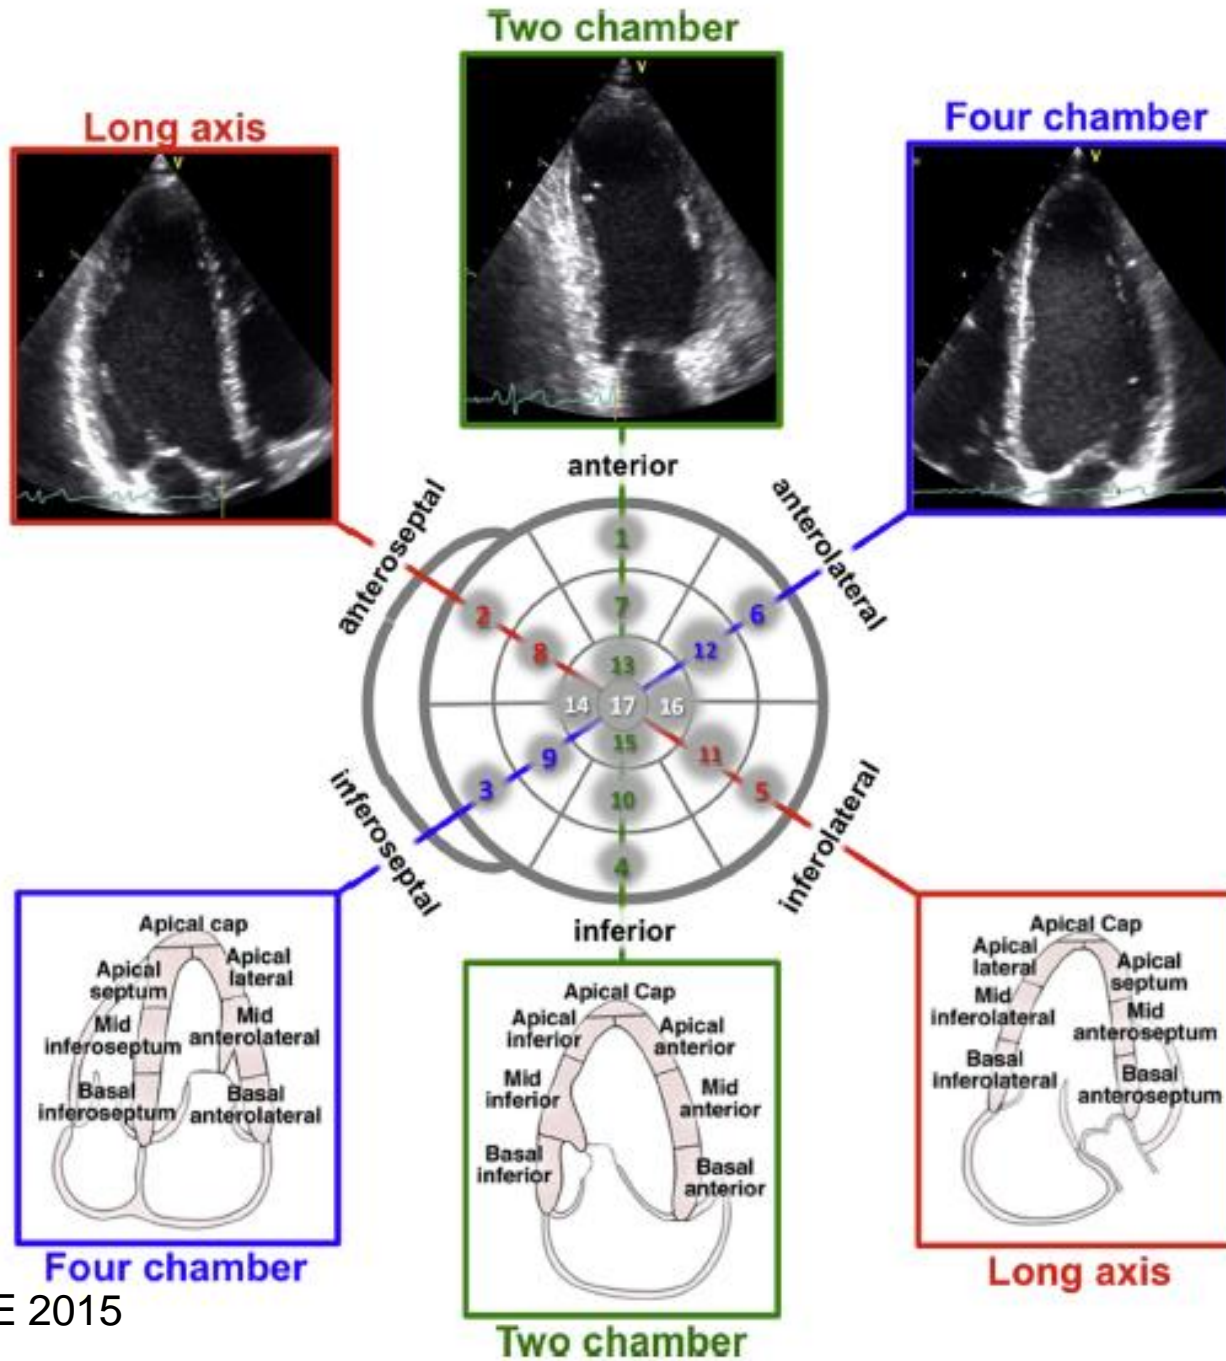 Two chamber
Long axis
Four chamber
V
V
V
anterior
anteroseptal
anterolateral
1
7
2
8
6
12
13
14
17
16
15
9
3
11
5
10
4
inferoseptal
inferolateral
inferior
Apical cap
Apical
septum
Apical
lateral
Mid
inferoseptum
Mid
anterolateral
Basal
inferoseptum
Basal
anterolateral
Four chamber
Apical Cap
Apical
inferior
Apical
anterior
Mid
inferior
Mid
anterior
Basal
inferior
Basal
anterior
Two chamber
Apical Cap
Apical
lateral
Apical
septum
Mid
inferolateral
Mid
anteroseptum
Basal
inferolateral
Basal
anteroseptum
Long axis
E 2015